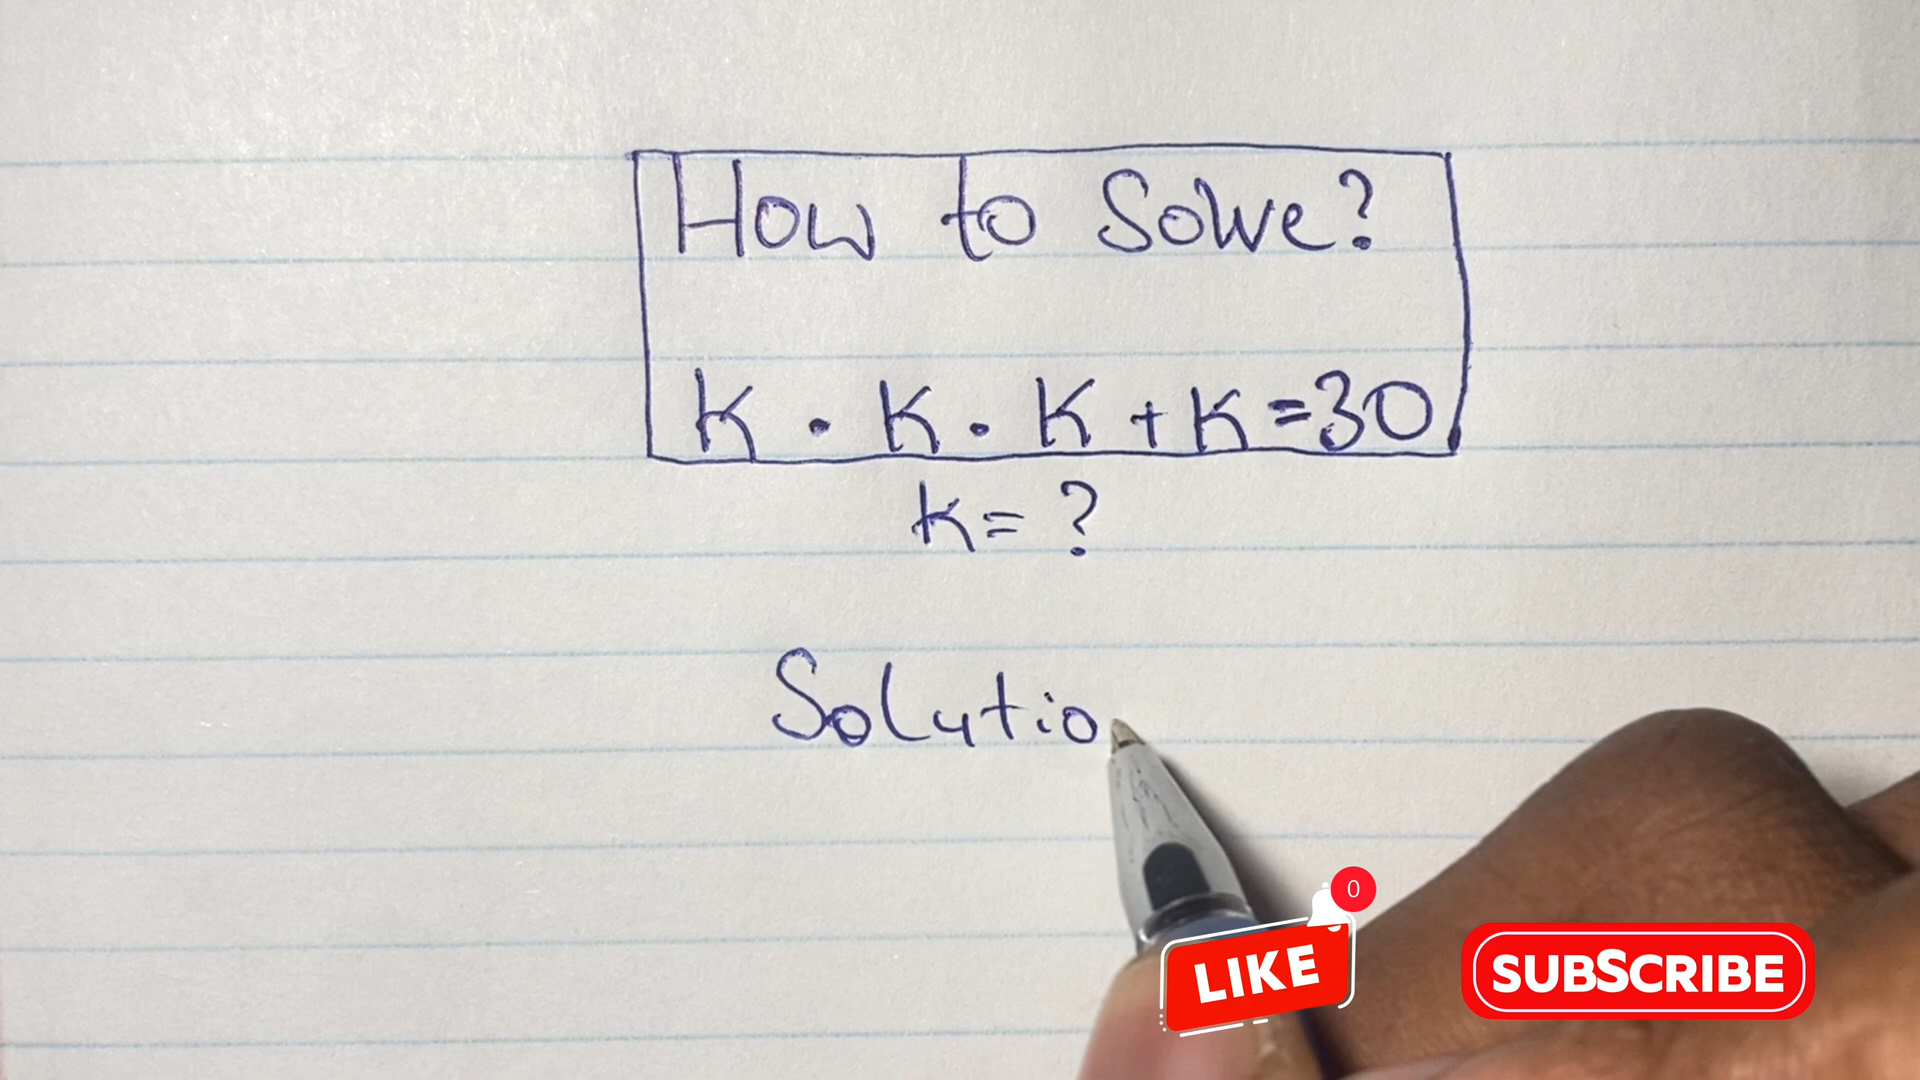 How to Solve?
K . K . K + K = 30
K = ?
Solutio
0
LIKE
SUBSCRIBE